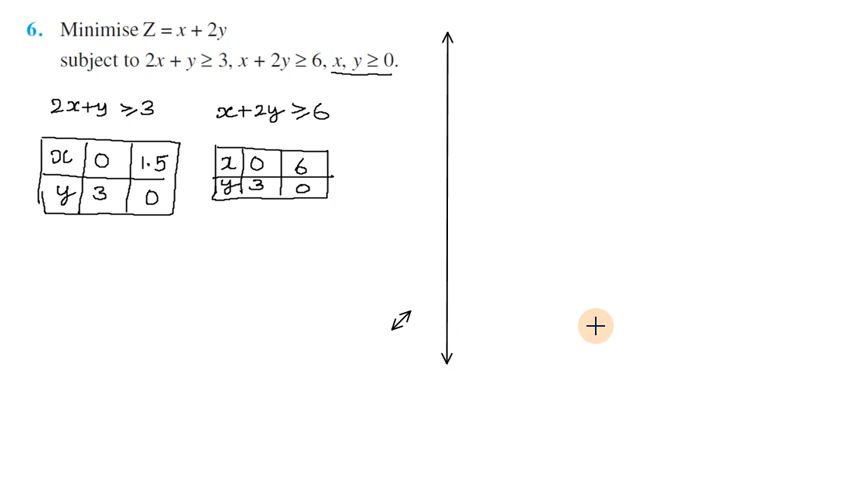 6. Minimise Z = x + 2y
subject to 2x + y ≥ 3, x + 2y ≥ 6, x, y ≥ 0.
2x+y ≥ 3
x+2y ≥ 6
x 0 1.5
y 3 0
x 0 6
y 3 0